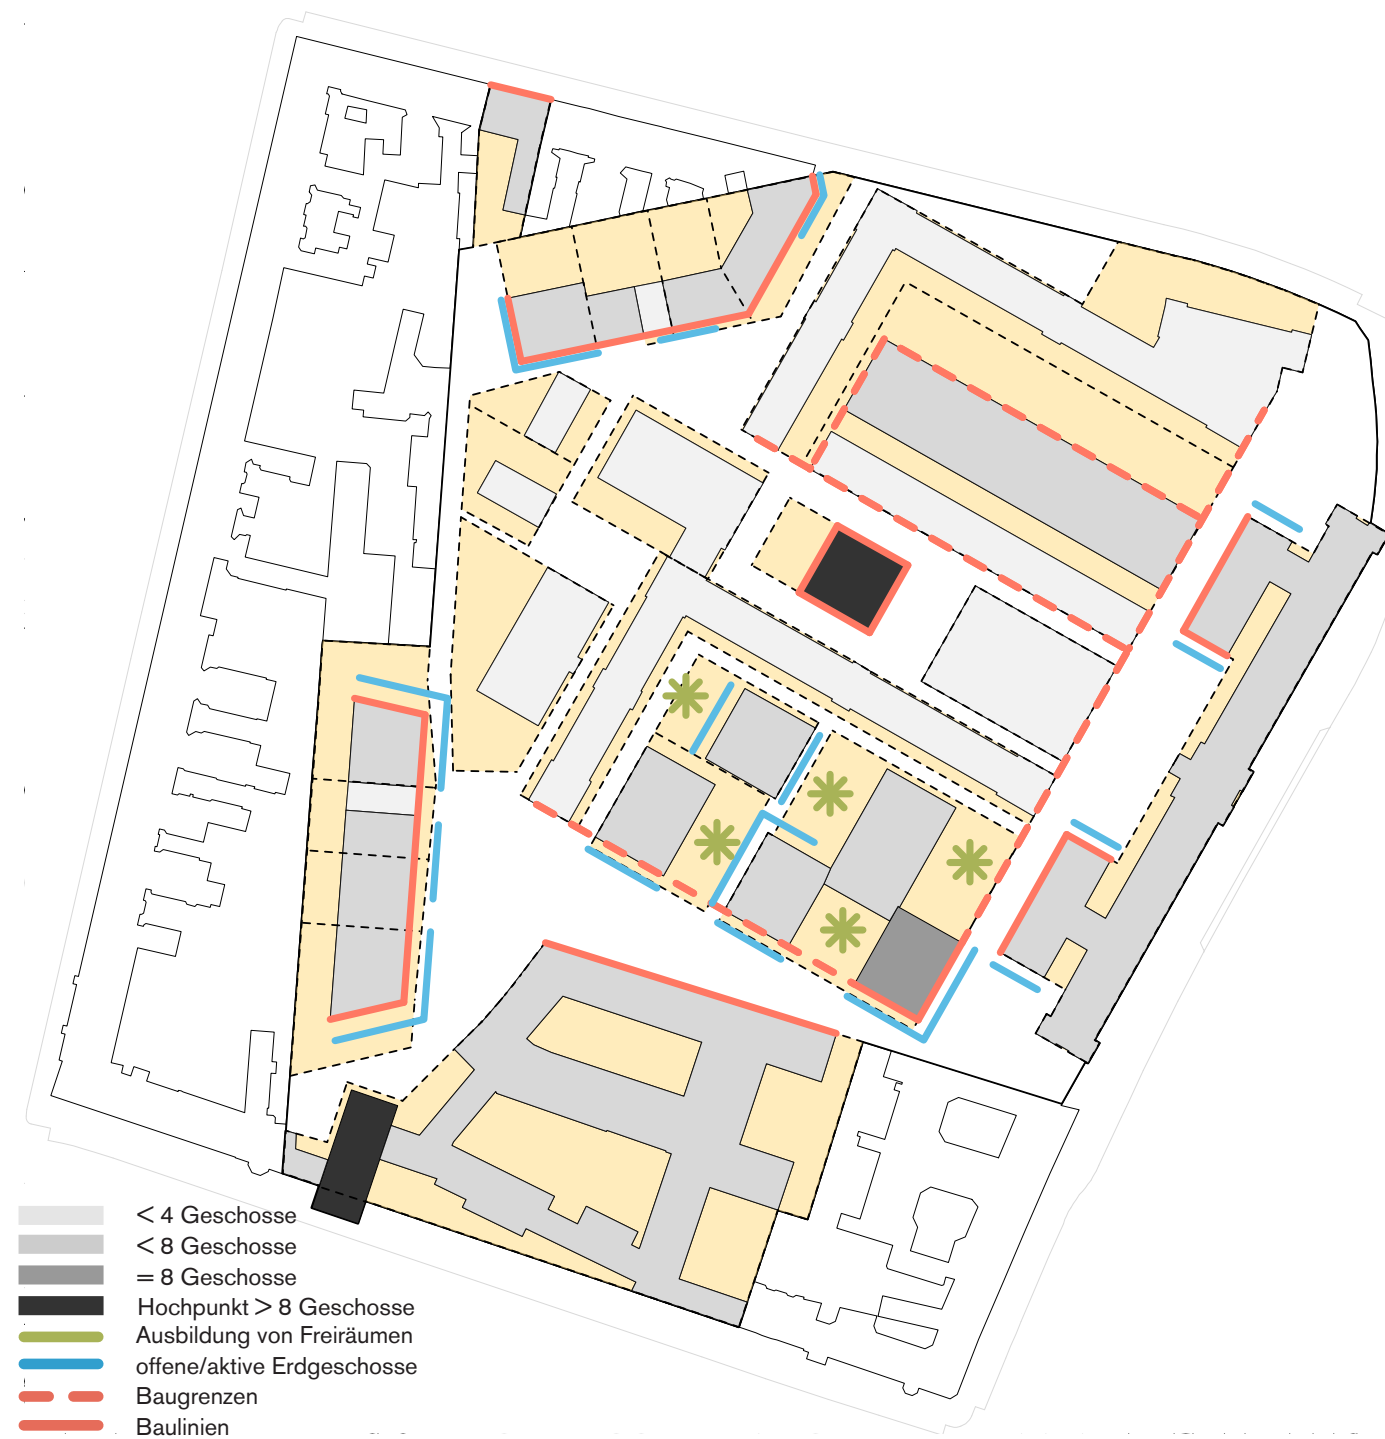 < 4 Geschosse
< 8 Geschosse
= 8 Geschosse
Hochpunkt > 8 Geschosse
Ausbildung von Freiräumen
offene/aktive Erdgeschosse
Baugrenzen
Baulinien